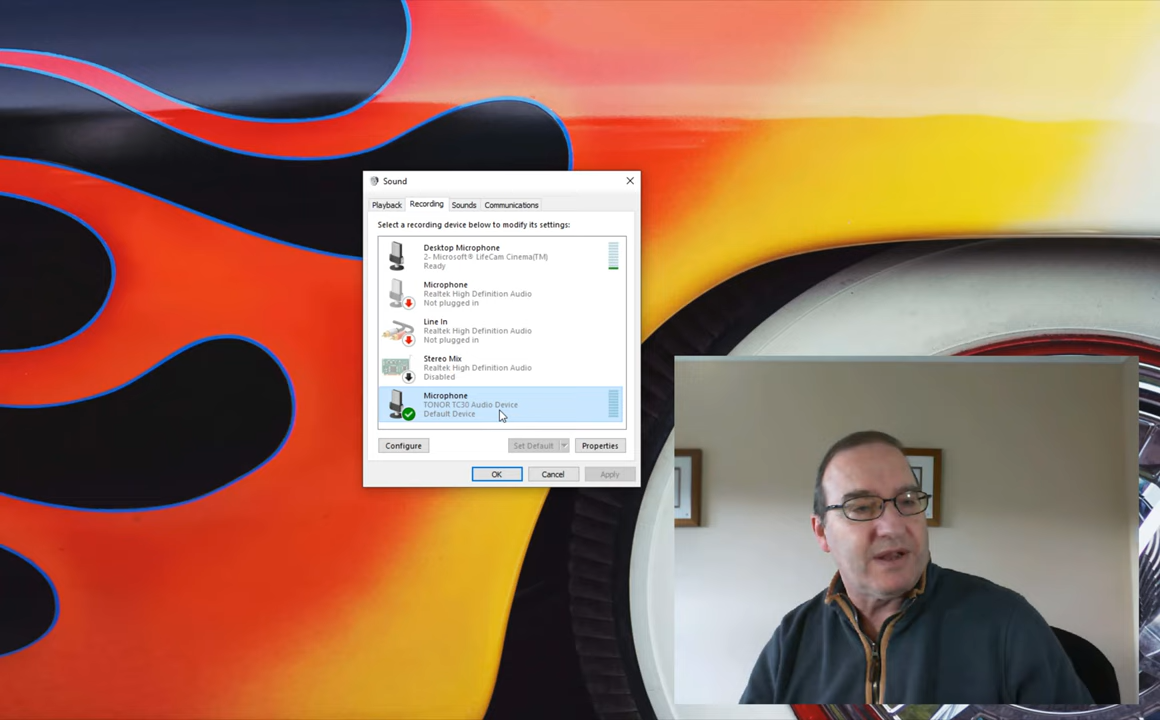 Sound
Playback
Recording
Sounds
Communications
Select a recording device below to modify its settings:
Desktop Microphone
2- Microsoft® LifeCam Cinema(TM)
Ready
Microphone
Realtek High Definition Audio
Not plugged in
Line In
Realtek High Definition Audio
Not plugged in
Stereo Mix
Realtek High Definition Audio
Disabled
Microphone
TONOR TC30 Audio Device
Default Device
Configure
Set Default
Properties
OK
Cancel
Apply